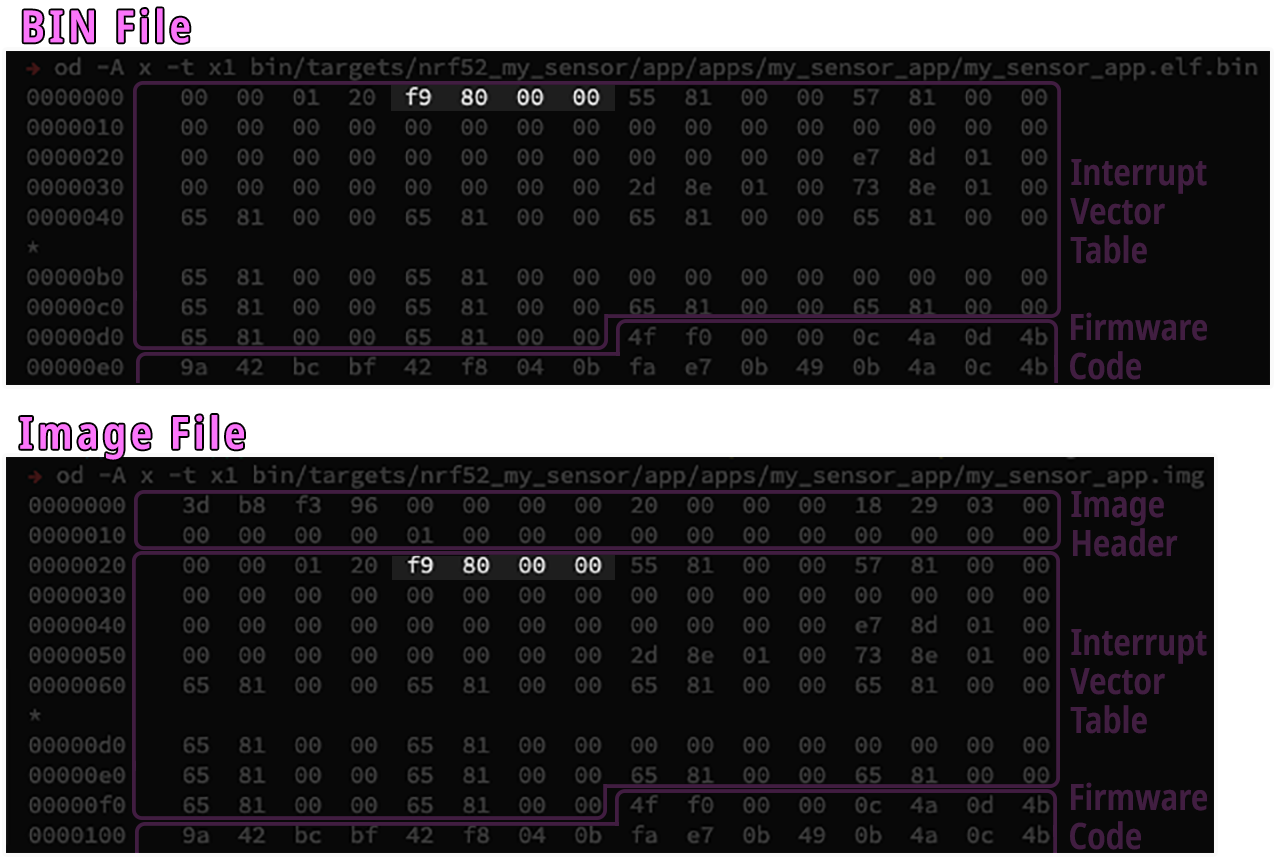 BIN File
→ od -A x -t x1 bin/targets/nrf52_my_sensor/app/apps/my_sensor_app/my_sensor_app.elf.bin
0000000 00 00 01 20 f9 80 00 00 55 81 00 00 57 81 00 00
0000010 00 00 00 00 00 00 00 00 00 00 00 00 00 00 00 00
0000020 00 00 00 00 00 00 00 00 00 00 00 00 e7 8d 01 00
0000030 00 00 00 00 00 00 00 00 2d 8e 01 00 73 8e 01 00
0000040 65 81 00 00 65 81 00 00 65 81 00 00 65 81 00 00
*
00000b0 65 81 00 00 65 81 00 00 00 00 00 00 00 00 00 00
00000c0 65 81 00 00 65 81 00 00 65 81 00 00 65 81 00 00
00000d0 65 81 00 00 65 81 00 00 4f f0 00 00 0c 4a 0d 4b
00000e0 9a 42 bc bf 42 f8 04 0b fa e7 0b 49 0b 4a 0c 4b
Interrupt
Vector
Table
Firmware
Code
Image File
→ od -A x -t x1 bin/targets/nrf52_my_sensor/app/apps/my_sensor_app/my_sensor_app.img
0000000 3d b8 f3 96 00 00 00 00 20 00 00 00 18 29 03 00
0000010 00 00 00 00 01 00 00 00 00 00 00 00 00 00 00 00
0000020 00 00 01 20 f9 80 00 00 55 81 00 00 57 81 00 00
0000030 00 00 00 00 00 00 00 00 00 00 00 00 00 00 00 00
0000040 00 00 00 00 00 00 00 00 00 00 00 00 e7 8d 01 00
0000050 00 00 00 00 00 00 00 00 2d 8e 01 00 73 8e 01 00
0000060 65 81 00 00 65 81 00 00 65 81 00 00 65 81 00 00
*
00000d0 65 81 00 00 65 81 00 00 00 00 00 00 00 00 00 00
00000e0 65 81 00 00 65 81 00 00 65 81 00 00 65 81 00 00
00000f0 65 81 00 00 65 81 00 00 4f f0 00 00 0c 4a 0d 4b
0000100 9a 42 bc bf 42 f8 04 0b fa e7 0b 49 0b 4a 0c 4b
Image
Header
Interrupt
Vector
Table
Firmware
Code